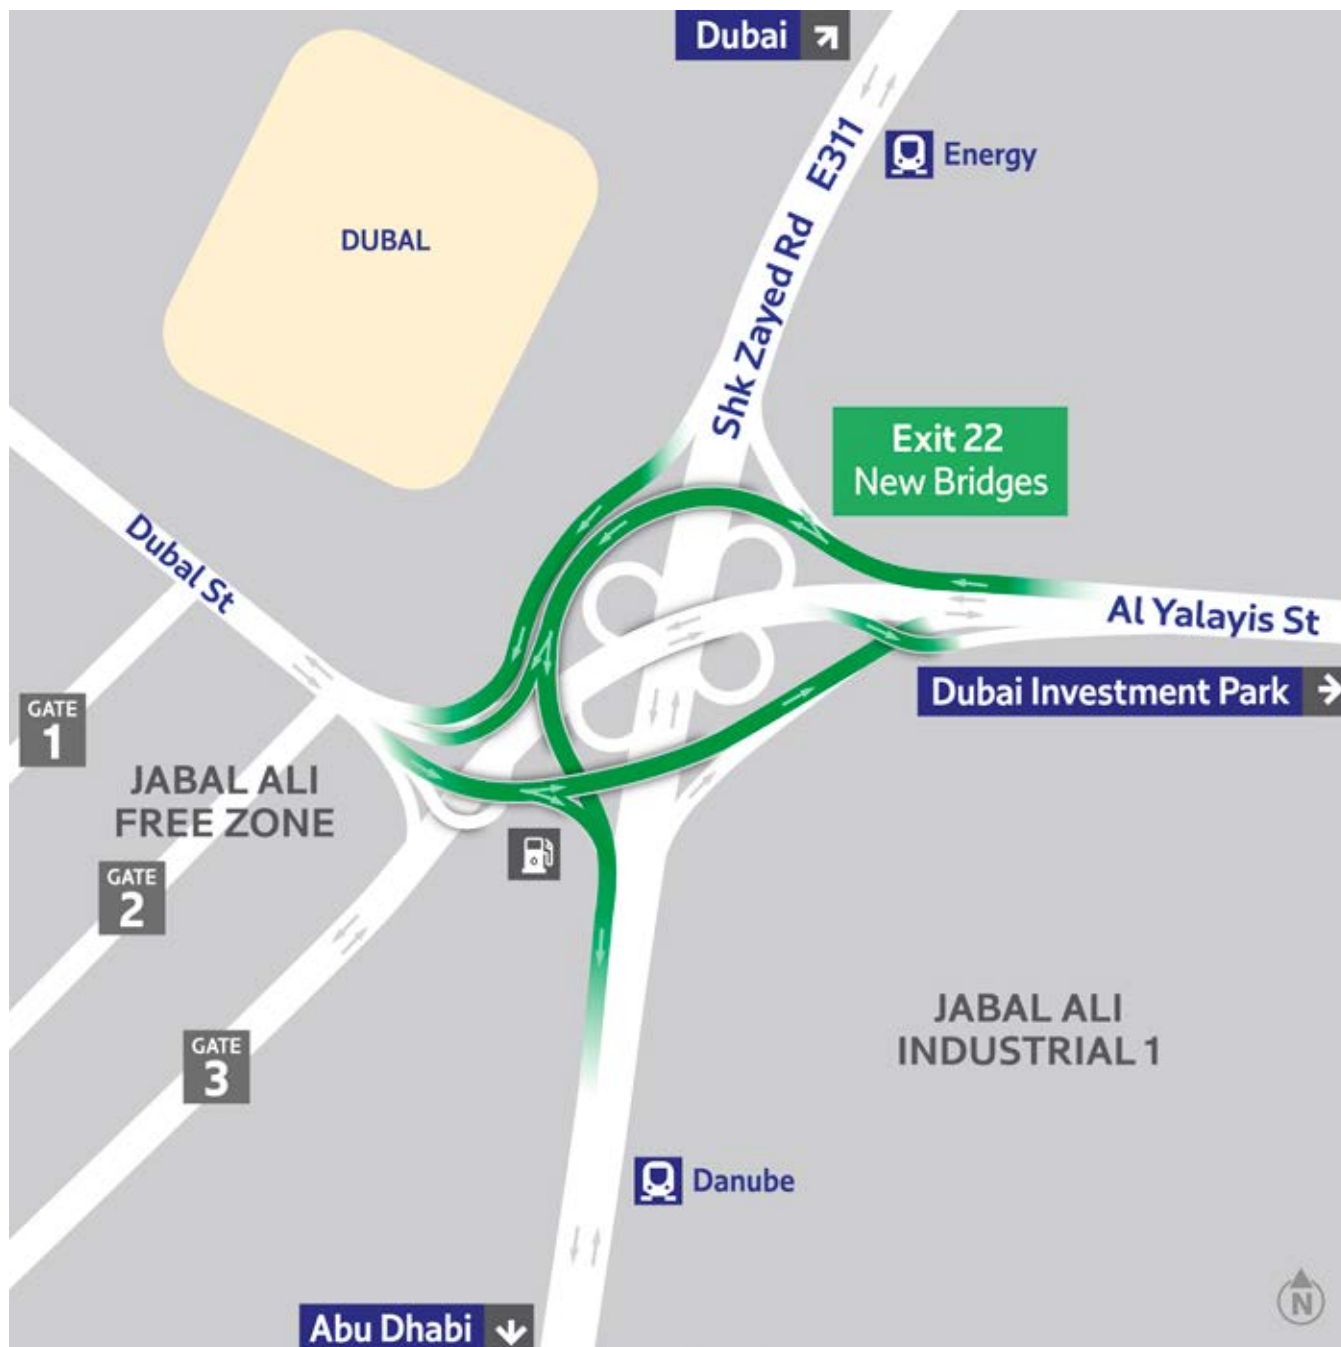 Dubai
Energy
Shk Zayed Rd E311
DUBAL
Exit 22
New Bridges
Dubal St
Al Yalayis St
Dubai Investment Park
GATE
1
JABAL ALI
FREE ZONE
GATE
2
GATE
3
JABAL ALI
INDUSTRIAL 1
Danube
Abu Dhabi
N